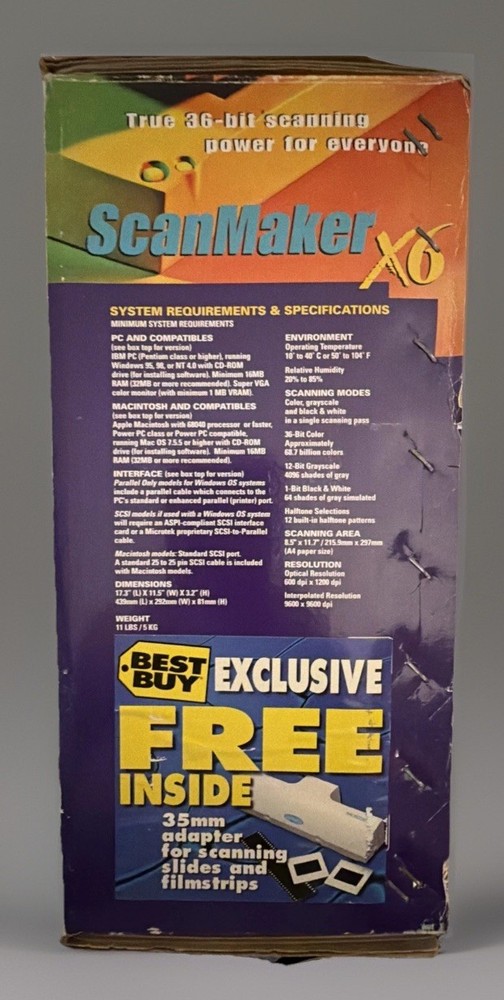 True 36-bit scanning
power for everyone
ScanMaker
X6
SYSTEM REQUIREMENTS & SPECIFICATIONS
MINIMUM SYSTEM REQUIREMENTS
PC AND COMPATIBLES
(see box top for version)
IBM PC (Pentium class or higher), running
Windows 95, 98, or NT 4.0 with CD-ROM
drive (for installing software). Minimum 16MB
RAM (32MB or more recommended). Super VGA
color monitor (with minimum 1 MB VRAM).
MACINTOSH AND COMPATIBLES
(see box top for version)
Apple Macintosh with 68040 processor or faster,
Power PC class or Power PC compatible,
running Mac OS 7.5.5 or higher with CD-ROM
drive (for installing software). Minimum 16MB
RAM (32MB or more recommended).
INTERFACE (see box top for version)
Parallel Only models for Windows OS systems
include a parallel cable which connects to the
PC's standard or enhanced parallel (printer) port.
SCSI models if used with a Windows OS system
will require an ASPI-compliant SCSI interface
card or a Microtek proprietary SCSI-to-Parallel
cable.
Macintosh models: Standard SCSI port.
A standard 25 to 25 pin SCSI cable is included
with Macintosh models.
DIMENSIONS
17.3" (L) X 11.5" (W) X 3.2" (H)
439mm (L) x 292mm (W) x 81mm (H)
WEIGHT
11 LBS / 5 KG
ENVIRONMENT
Operating Temperature
10° to 40° C or 50° to 104° F
Relative Humidity
20% to 85%
SCANNING MODES
Color, grayscale
and black & white
in a single scanning pass
36-Bit Color
Approximately
68.7 billion colors
12-Bit Grayscale
4096 shades of gray
1-Bit Black & White
64 shades of gray simulated
Halftone Selections
12 built-in halftone patterns
SCANNING AREA
8.5" x 11.7" / 215.9mm x 297mm
(A4 paper size)
RESOLUTION
Optical Resolution
600 dpi x 1200 dpi
Interpolated Resolution
9600 x 9600 dpi
BEST
BUY
EXCLUSIVE
FREE
INSIDE
35mm
adapter
for scanning
slides and
filmstrips